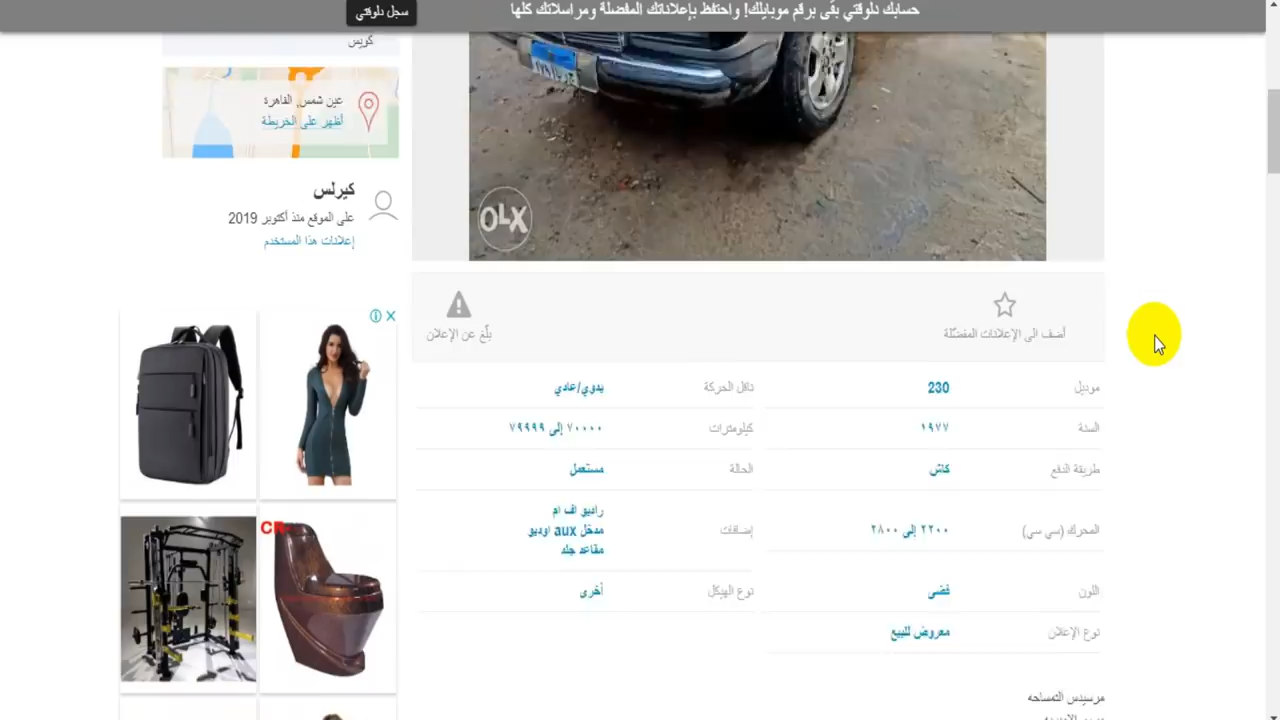 حسابك دلوقتي بقى برقم موبايلك! واحتفظ بإعلاناتك المفضلة ومراسلاتك كلها
سجل دلوقتي
كويس
عين شمس, القاهرة
أظهر على الخريطة
كيرلس
على الموقع منذ أكتوبر 2019
إعلانات هذا المستخدم
OLX
أضف الى الإعلانات المفضّلة
بلّغ عن الإعلان
موديل 230
ناقل الحركة يدوي/عادي
السنة ١٩٧٧
كيلومترات ٧٠٠٠٠ إلى ٧٩٩٩٩
طريقة الدفع كاش
الحالة مستعمل
المحرك (سي سي) ٢٢٠٠ إلى ٢٨٠٠
إضافات راديو اف ام
مدخل aux اوديو
مقاعد جلد
اللون فضي
نوع الهيكل أخرى
نوع الإعلان معروض للبيع
مرسيدس التمساحه